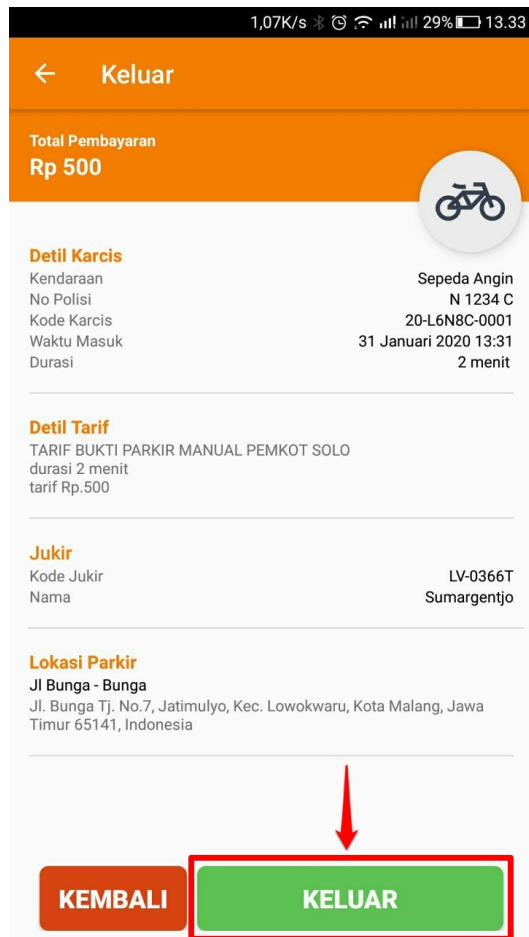 1,07K/s 29% 13.33
Keluar
Total Pembayaran
Rp 500
Detil Karcis
Kendaraan Sepeda Angin
No Polisi N 1234 C
Kode Karcis 20-L6N8C-0001
Waktu Masuk 31 Januari 2020 13:31
Durasi 2 menit
Detil Tarif
TARIF BUKTI PARKIR MANUAL PEMKOT SOLO
durasi 2 menit
tarif Rp.500
Jukir
Kode Jukir LV-0366T
Nama Sumargentjo
Lokasi Parkir
Jl Bunga - Bunga
Jl. Bunga Tj. No.7, Jatimulyo, Kec. Lowokwaru, Kota Malang, Jawa
Timur 65141, Indonesia
KEMBALI KELUAR